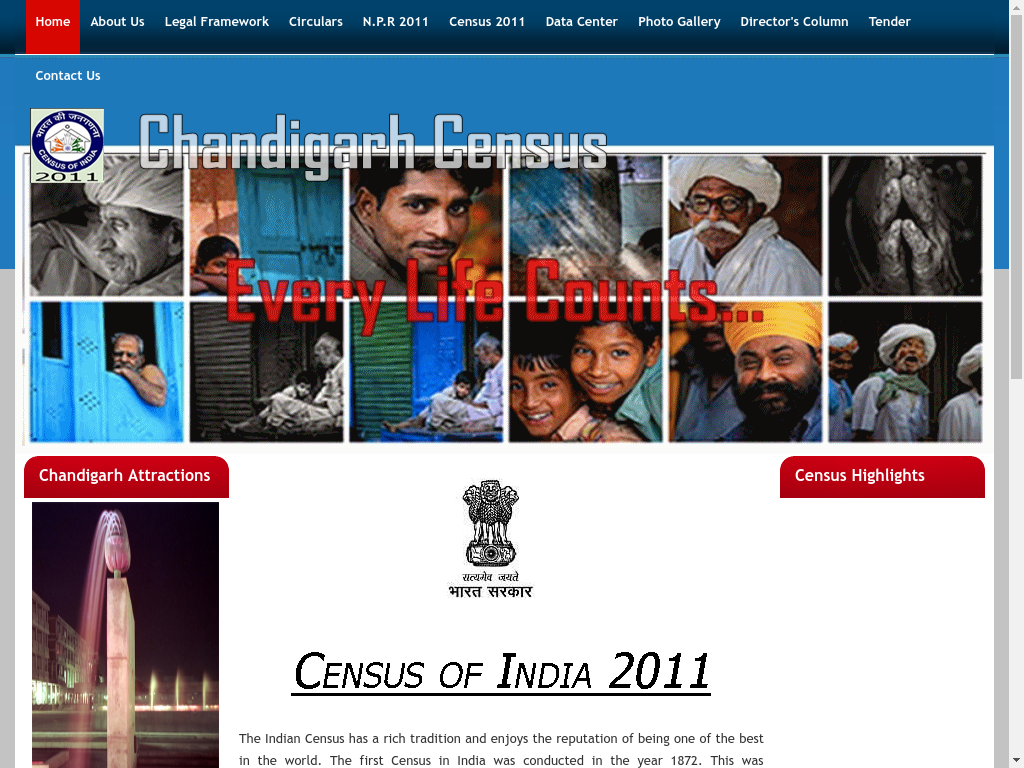 Home About Us Legal Framework Circulars N.P.R 2011 Census 2011 Data Center Photo Gallery Director's Column Tender
Contact Us
भारत की जनगणना
CENSUS OF INDIA
2011
Chandigarh Census
Every Life Counts...
Chandigarh Attractions
Census Highlights
सत्यमेव जयते
भारत सरकार
CENSUS OF INDIA 2011
The Indian Census has a rich tradition and enjoys the reputation of being one of the best
in the world. The first Census in India was conducted in the year 1872. This was